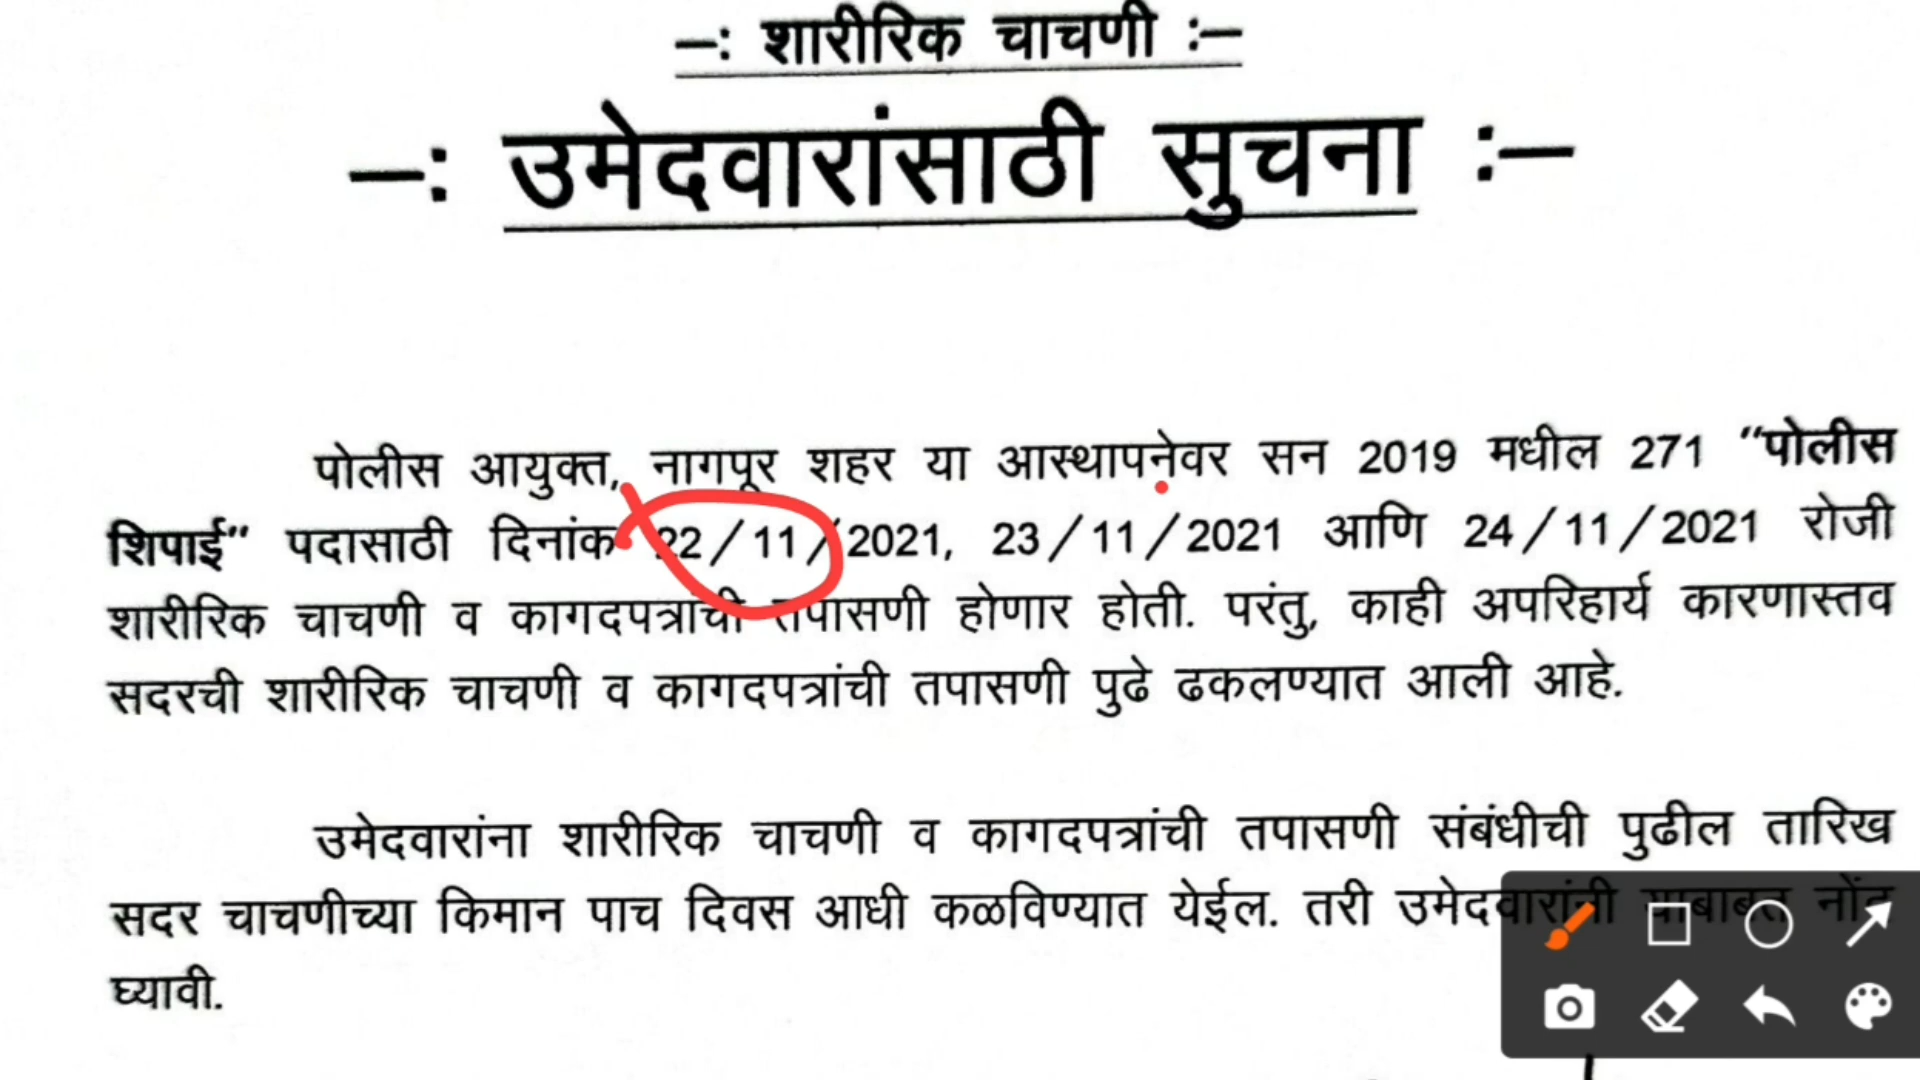 –: शारीरिक चाचणी :–
–: उमेदवारांसाठी सुचना :–
पोलीस आयुक्त, नागपूर शहर या आस्थापनेवर सन 2019 मधील 271 "पोलीस
शिपाई" पदासाठी दिनांक 22/11/2021, 23/11/2021 आणि 24/11/2021 रोजी
शारीरिक चाचणी व कागदपत्रांची तपासणी होणार होती. परंतु, काही अपरिहार्य कारणास्तव
सदरची शारीरिक चाचणी व कागदपत्रांची तपासणी पुढे ढकलण्यात आली आहे.
उमेदवारांना शारीरिक चाचणी व कागदपत्रांची तपासणी संबंधीची पुढील तारिख
सदर चाचणीच्या किमान पाच दिवस आधी कळविण्यात येईल. तरी उमेदवारांनी याबाबत नोंद
घ्यावी.